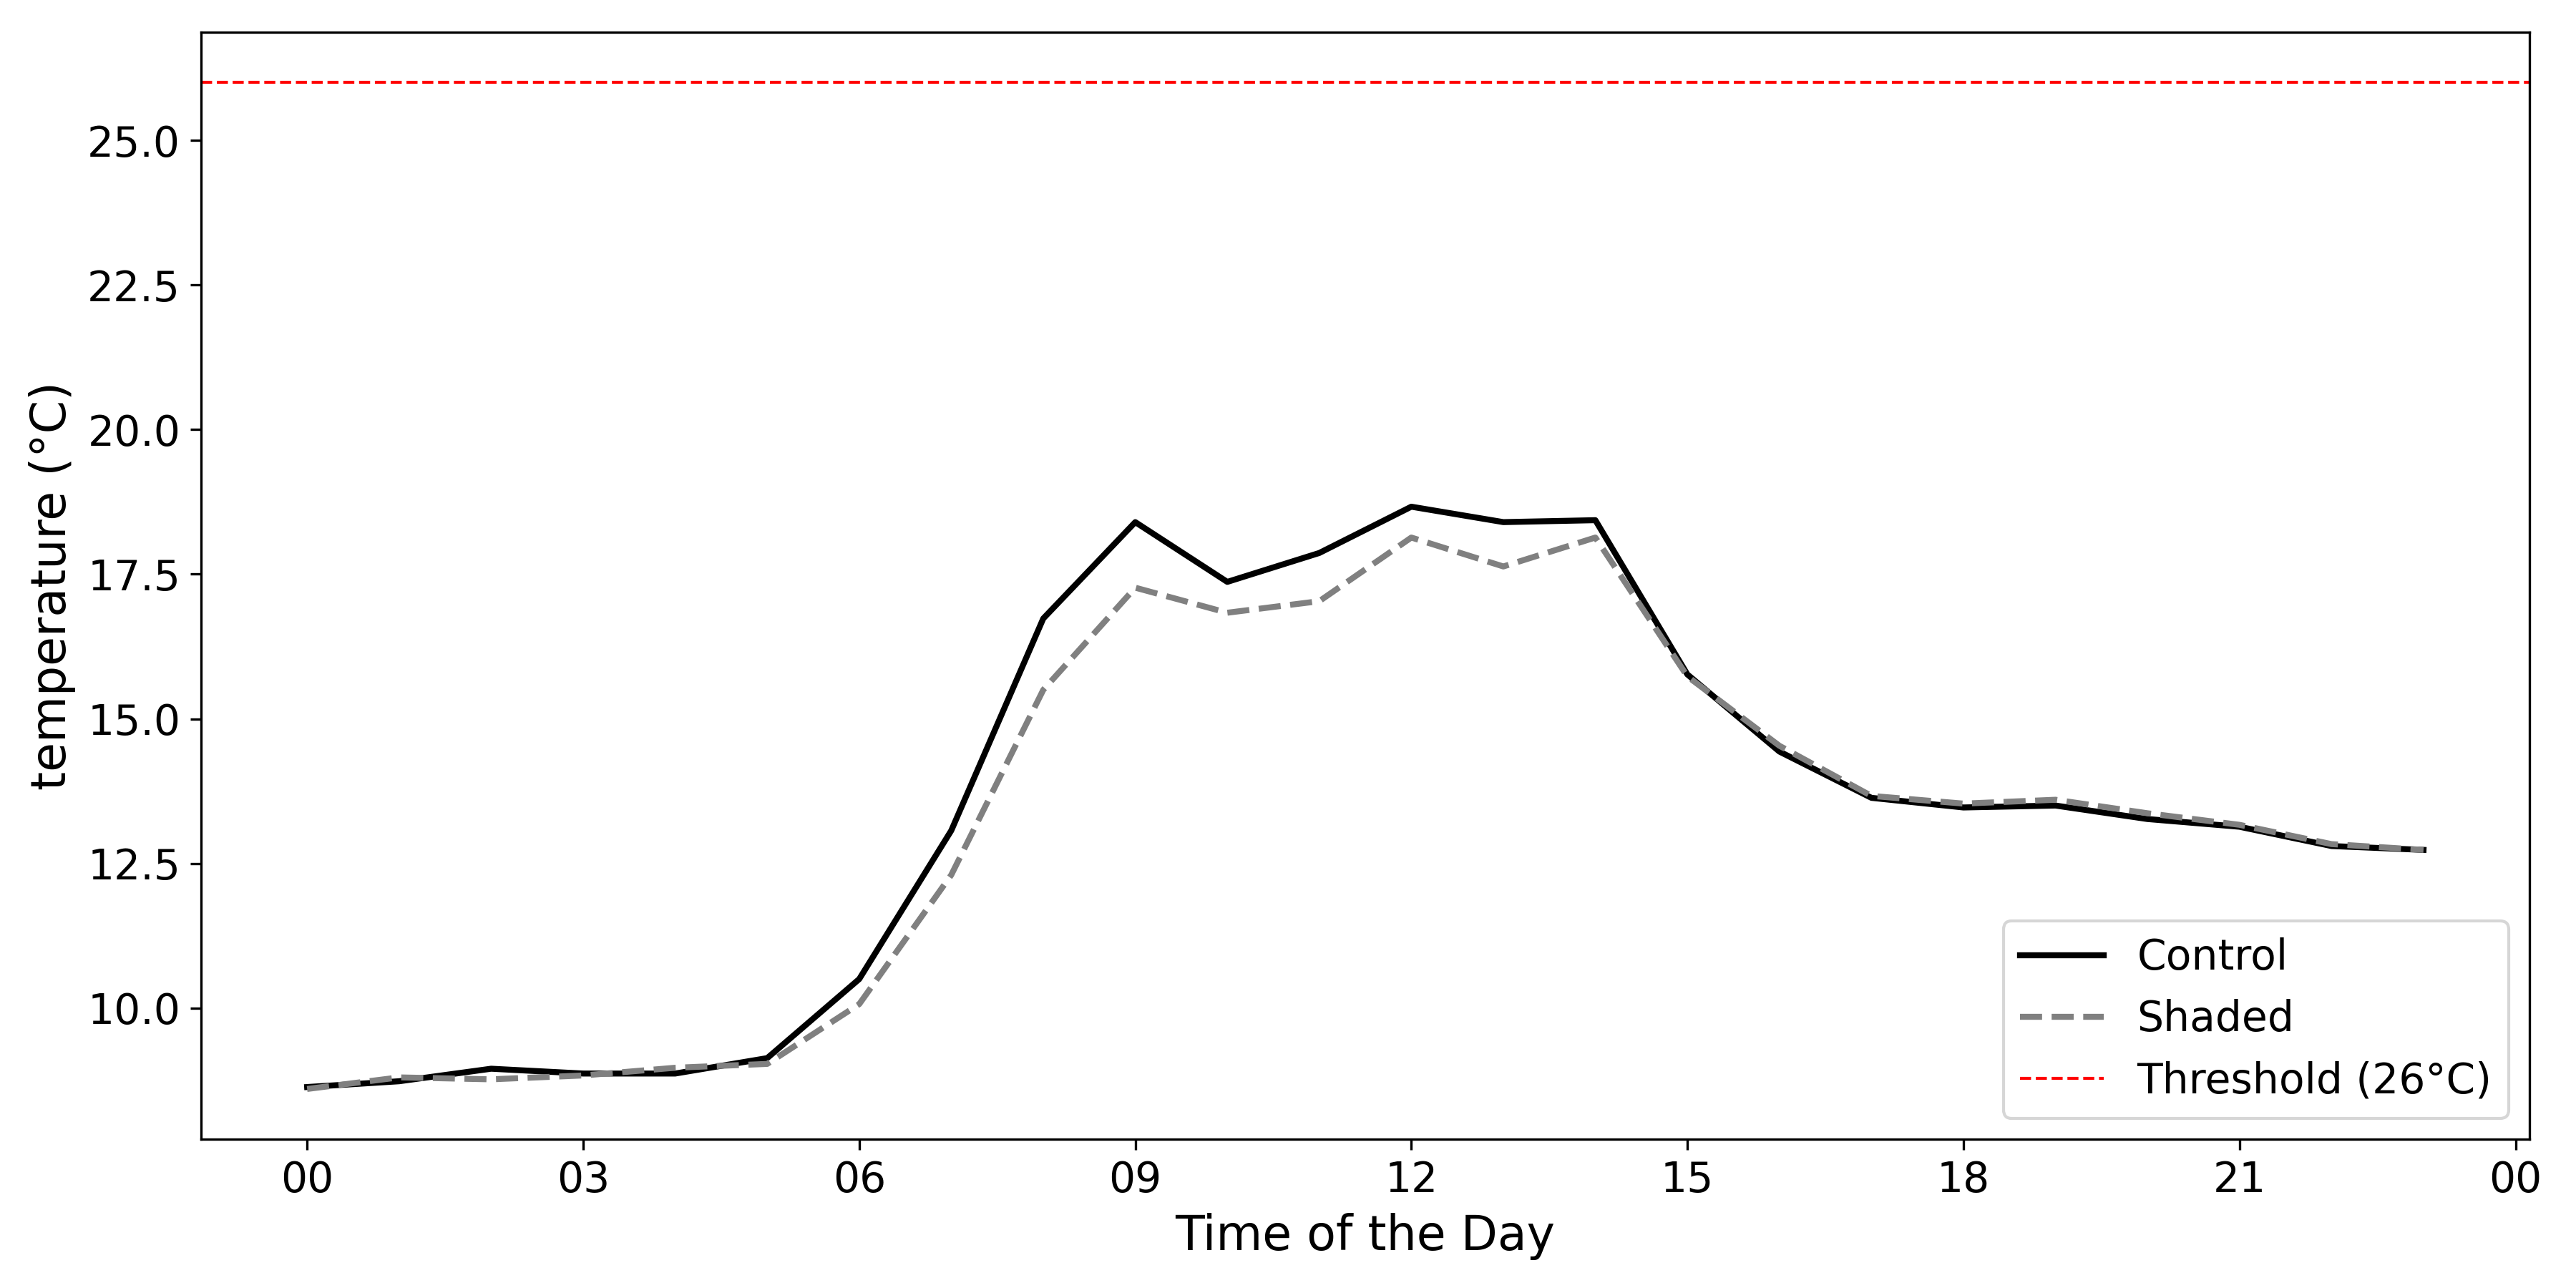 25.0
22.5
20.0
17.5
15.0
12.5
10.0
temperature (°C)
00 03 06 09 12 15 18 21 00
Time of the Day
Control
Shaded
Threshold (26°C)